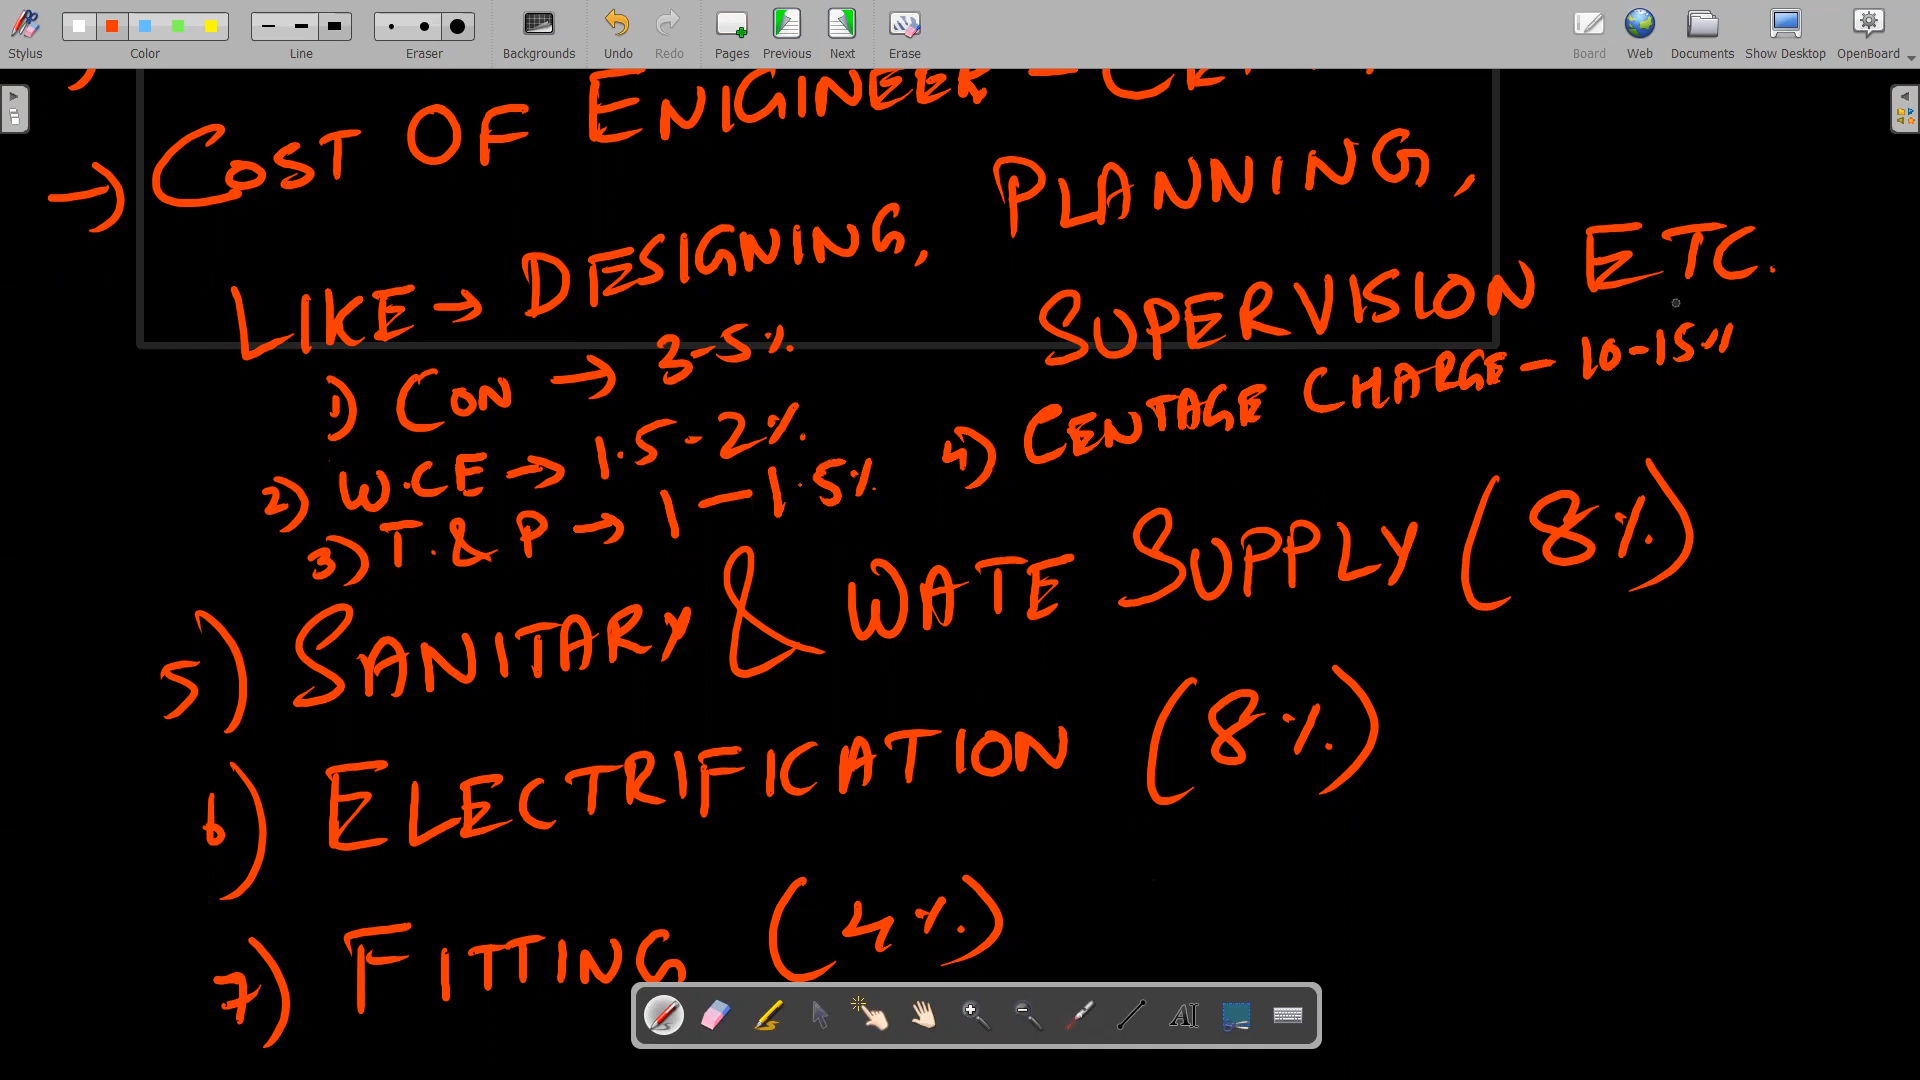 Stylus Color Line Eraser Backgrounds Undo Redo Pages Previous Next Erase Board Web Documents Show Desktop OpenBoard
→ COST OF ENIGINEER -
LIKE → DESIGNING, PLANNING,
SUPERVISION ETC.
1) CON → 3-5%
2) W.CE → 1.5-2%
3) T.& P → 1-1.5%
4) CENTAGE CHARGE - 10-15%
5) SANITARY & WATE SUPPLY (8%)
6) ELECTRIFICATION (8%)
7) FITTING (4%)